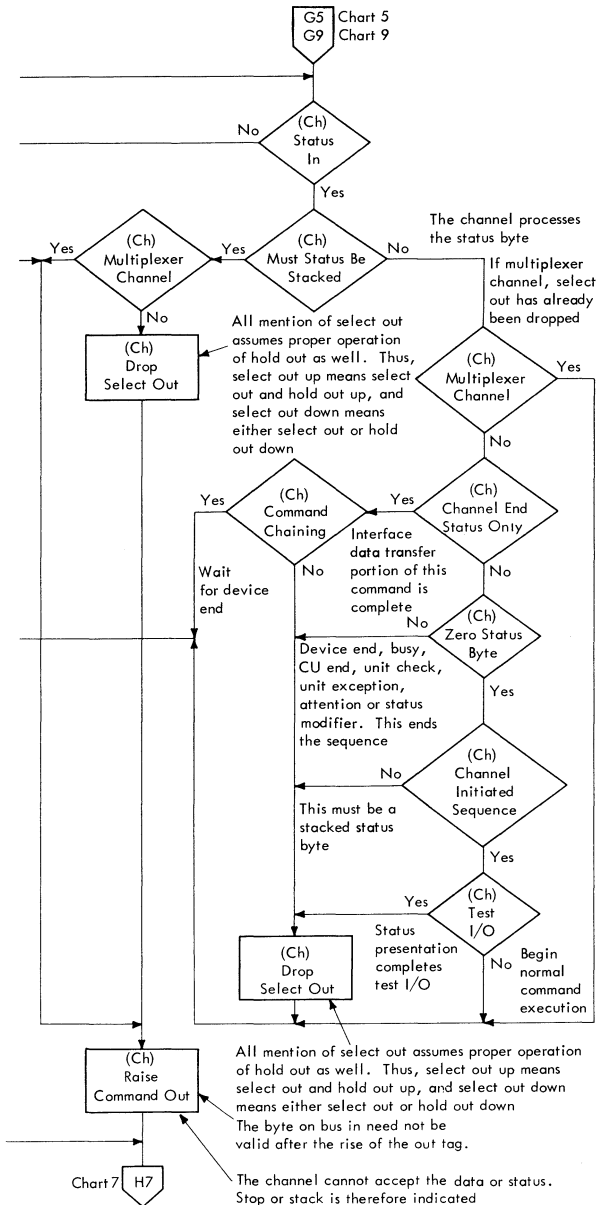 G5 Chart 5
G9 Chart 9
(Ch)
Status
In
No
Yes
(Ch)
Must Status Be
Stacked
Yes
No
(Ch)
Multiplexer
Channel
Yes
No
(Ch)
Drop
Select Out
All mention of select out
assumes proper operation
of hold out as well. Thus,
select out up means select
out and hold out up, and
select out down means
either select out or hold
out down
The channel processes
the status byte
If multiplexer
channel, select
out has already
been dropped
(Ch)
Multiplexer
Channel
Yes
No
(Ch)
Channel End
Status Only
Yes
No
(Ch)
Command
Chaining
Yes
No
Interface
data transfer
portion of this
command is
complete
Wait
for device
end
(Ch)
Zero Status
Byte
No
Yes
Device end, busy,
CU end, unit check,
unit exception,
attention or status
modifier. This ends
the sequence
(Ch)
Channel
Initiated
Sequence
No
Yes
This must be a
stacked status
byte
(Ch)
Test
I/O
Yes
No
Status
presentation
completes
test I/O
Begin
normal
command
execution
(Ch)
Drop
Select Out
All mention of select out assumes proper operation
of hold out as well. Thus, select out up means
select out and hold out up, and select out down
means either select out or hold out down
(Ch)
Raise
Command Out
The byte on bus in need not be
valid after the rise of the out tag.
The channel cannot accept the data or status.
Stop or stack is therefore indicated
Chart 7 H7